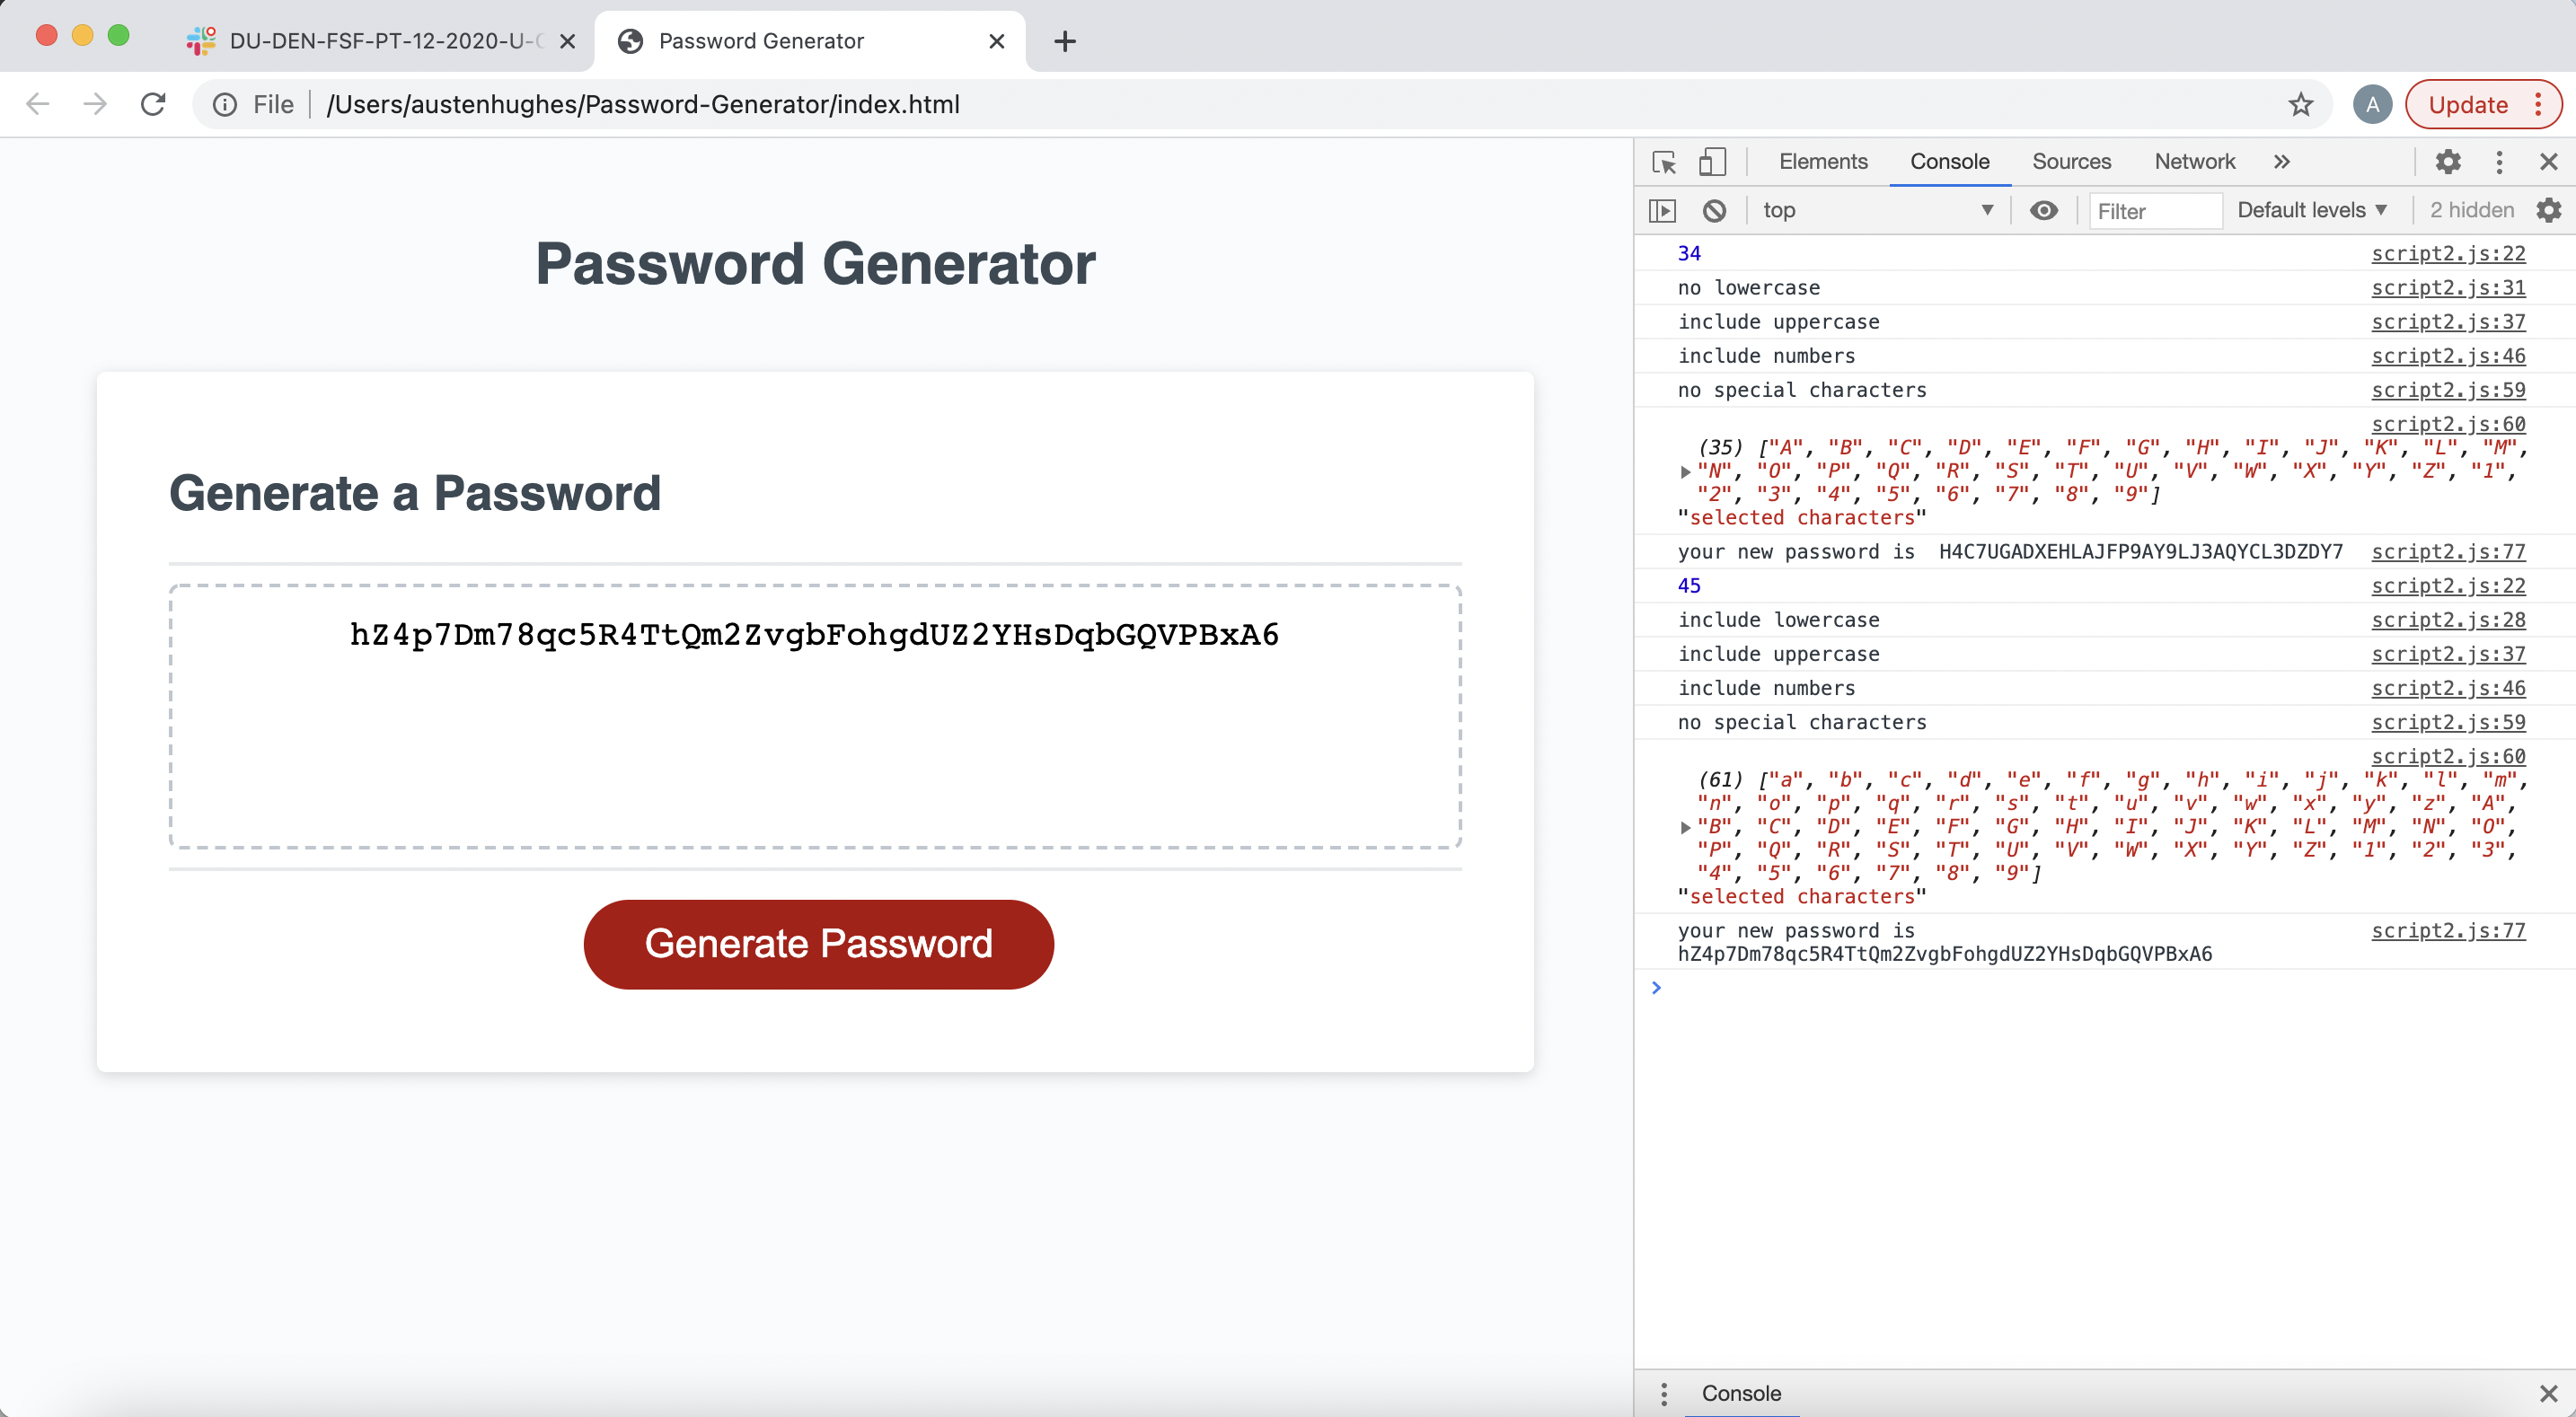 DU-DEN-FSF-PT-12-2020-U-
Password Generator
File
/Users/austenhughes/Password-Generator/index.html
A
Update
Password Generator
Generate a Password
hZ4p7Dm78qc5R4TtQm2ZvgbFohgdUZ2YHsDqbGQVPBxA6
Generate Password
Elements Console Sources Network »
top Filter Default levels ▼ 2 hidden
34 script2.js:22
no lowercase script2.js:31
include uppercase script2.js:37
include numbers script2.js:46
no special characters script2.js:59
script2.js:60
(35) ["A", "B", "C", "D", "E", "F", "G", "H", "I", "J", "K", "L", "M",
"N", "O", "P", "Q", "R", "S", "T", "U", "V", "W", "X", "Y", "Z", "1",
"2", "3", "4", "5", "6", "7", "8", "9"]
"selected characters"
your new password is H4C7UGADXEHLAJFP9AY9LJ3AQYCL3DZDY7 script2.js:77
45 script2.js:22
include lowercase script2.js:28
include uppercase script2.js:37
include numbers script2.js:46
no special characters script2.js:59
script2.js:60
(61) ["a", "b", "c", "d", "e", "f", "g", "h", "i", "j", "k", "l", "m",
"n", "o", "p", "q", "r", "s", "t", "u", "v", "w", "x", "y", "z", "A",
"B", "C", "D", "E", "F", "G", "H", "I", "J", "K", "L", "M", "N", "O",
"P", "Q", "R", "S", "T", "U", "V", "W", "X", "Y", "Z", "1", "2", "3",
"4", "5", "6", "7", "8", "9"]
"selected characters"
your new password is script2.js:77
hZ4p7Dm78qc5R4TtQm2ZvgbFohgdUZ2YHsDqbGQVPBxA6
Console